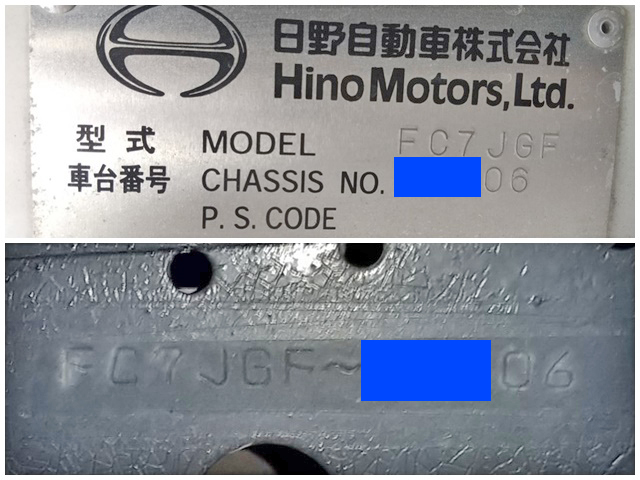 日野自動車株式会社
Hino Motors, Ltd.
型式 MODEL FC7JGF
車台番号 CHASSIS NO. 06
P. S. CODE
FC7JGF~ 06